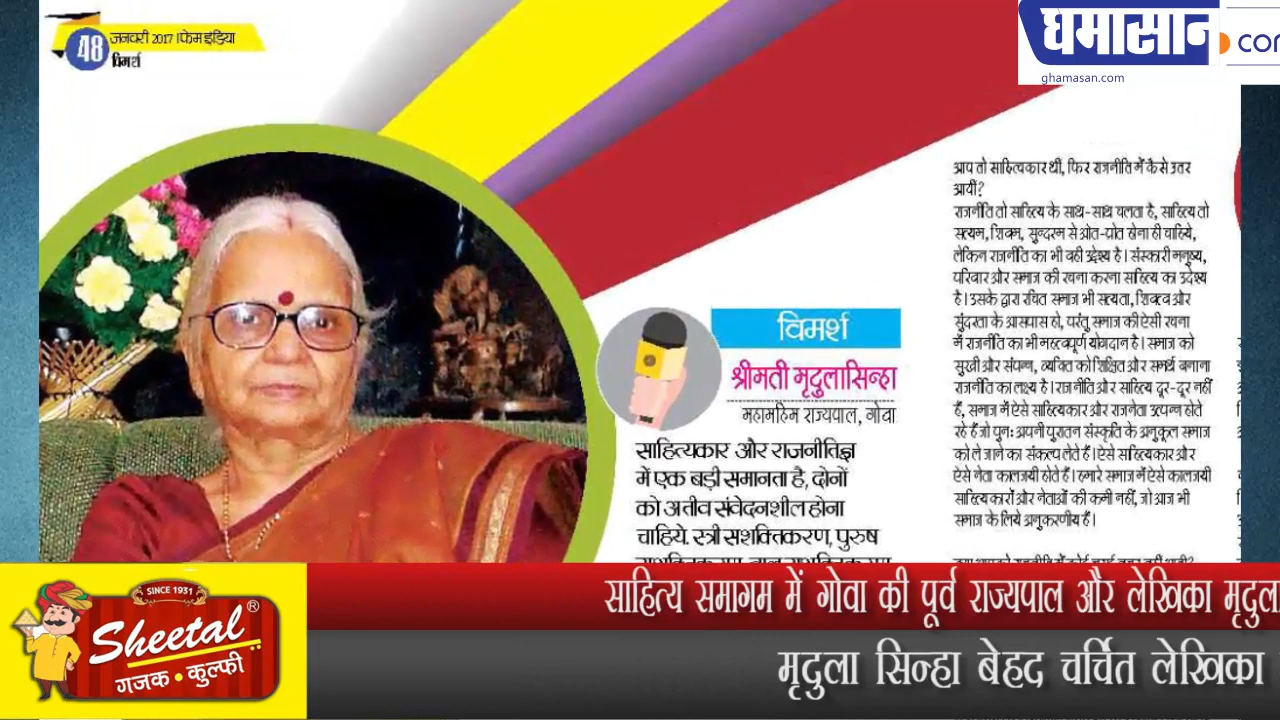 48 जनवरी 2017 । फेम इंडिया
विमर्श
घमासान.com
ghamasan.com
विमर्श
श्रीमती मृदुला सिन्हा
महामहिम राज्यपाल, गोवा
साहित्यकार और राजनीतिज्ञ
में एक बड़ी समानता है, दोनों
को अतीव संवेदनशील होना
चाहिये. स्त्री सशक्तिकरण, पुरुष
आप तो साहित्यकार थीं, फिर राजनीति में कैसे उतर
आयीं?
राजनीति तो साहित्य के साथ-साथ चलता है, साहित्य तो
सत्यम, शिवम, सुन्दरम से ओत-प्रोत होना ही चाहिये,
लेकिन राजनीति का भी वही उद्देश्य है । संस्कारी मनुष्य,
परिवार और समाज की रचना करना साहित्य का उद्देश्य
है । उसके द्वारा रचित समाज भी सत्यता, शिवत्व और
सुंदरता के आसपास हो, परंतु समाज की ऐसी रचना
में राजनीति का भी महत्वपूर्ण योगदान है । समाज को
सुखी और संपन्न, व्यक्ति को शिक्षित और समर्थ बनाना
राजनीति का लक्ष्य है । राजनीति और साहित्य दूर-दूर नहीं
हैं, समाज में ऐसे साहित्यकार और राजनेता उत्पन्न होते
रहे हैं जो पुन: अपनी पुरातन संस्कृति के अनुकूल समाज
को ले जाने का संकल्प लेते हैं । ऐसे साहित्यकार और
ऐसे नेता कालजयी होते हैं । हमारे समाज में ऐसे कालजयी
साहित्यकारों और नेताओं की कमी नहीं, जो आज भी
समाज के लिये अनुकरणीय हैं ।
SINCE 1931
Sheetal®
गजक • कुल्फी
साहित्य समागम में गोवा की पूर्व राज्यपाल और लेखिका मृदुला
मृदुला सिन्हा बेहद चर्चित लेखिका